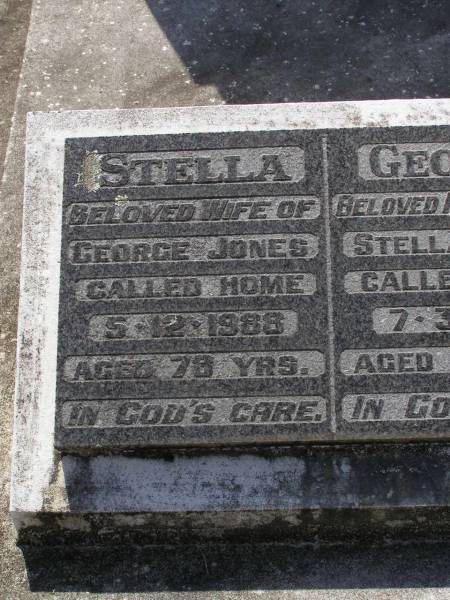 STELLA
BELOVED WIFE OF
GEORGE JONES
CALLED HOME
5·12·1988
AGED 78 YRS.
IN GOD'S CARE.
GEO
BELOVED
STELLA
CALLE
7·3
AGED
IN GO